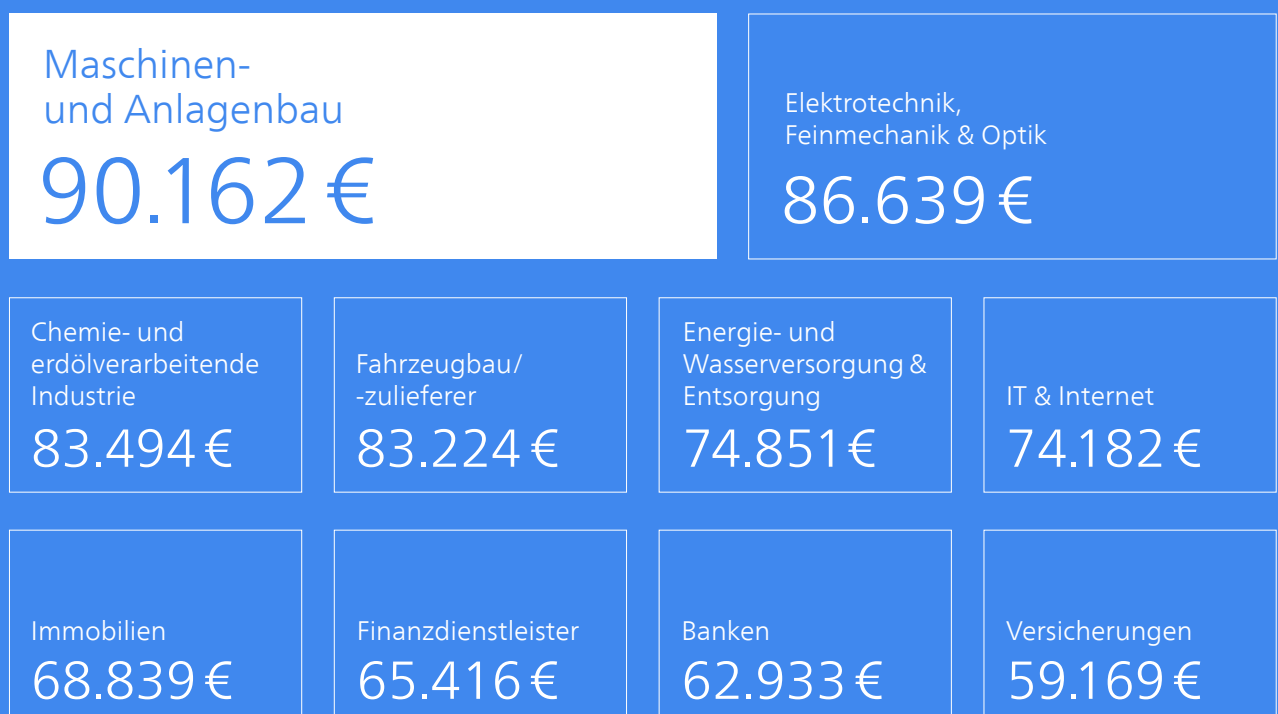 Maschinen-
und Anlagenbau
90.162 €
Elektrotechnik,
Feinmechanik & Optik
86.639 €
Chemie- und
erdölverarbeitende
Industrie
83.494 €
Fahrzeugbau/
-zulieferer
83.224 €
Energie- und
Wasserversorgung &
Entsorgung
74.851 €
IT & Internet
74.182 €
Immobilien
68.839 €
Finanzdienstleister
65.416 €
Banken
62.933 €
Versicherungen
59.169 €